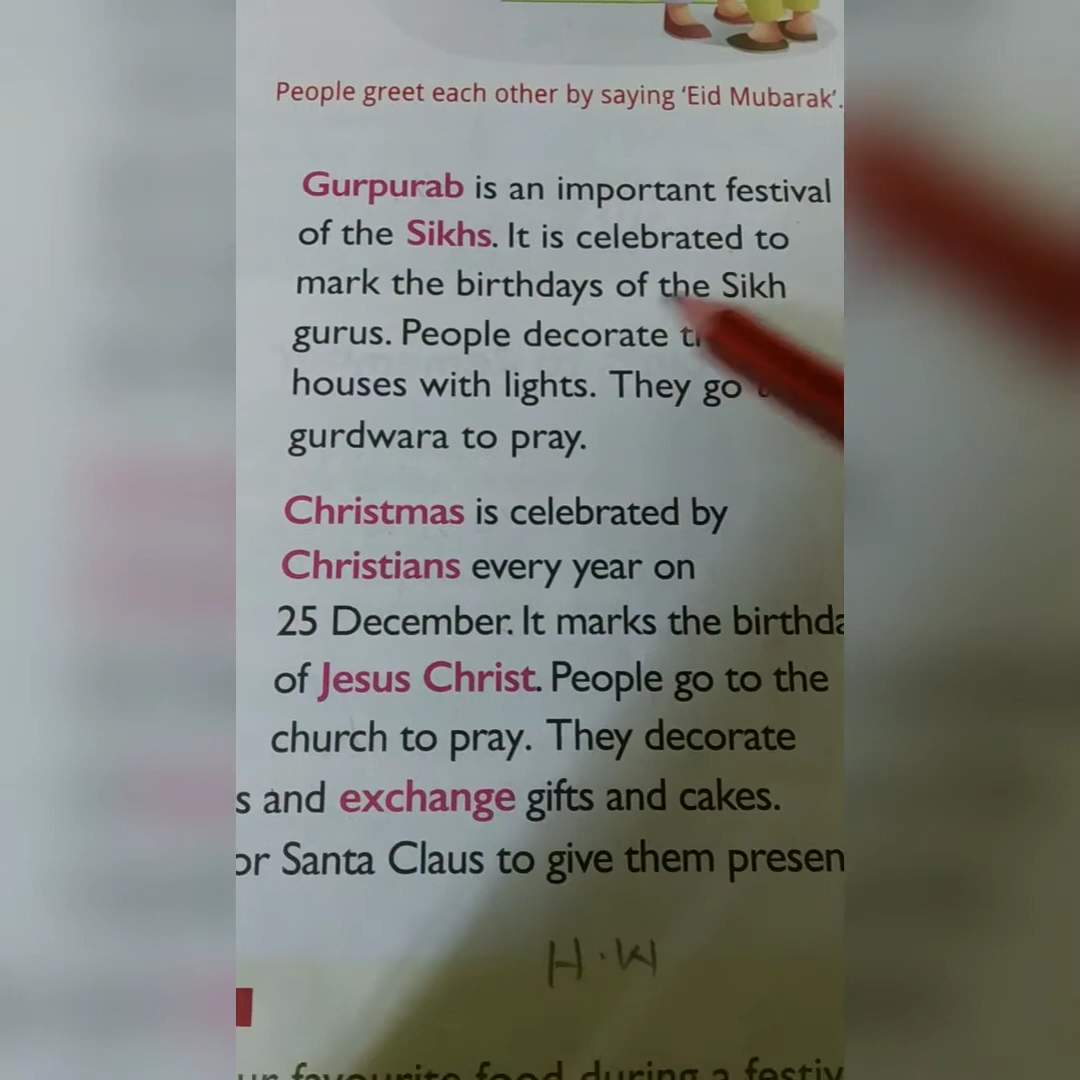 People greet each other by saying ‘Eid Mubarak’.
Gurpurab is an important festival
of the Sikhs. It is celebrated to
mark the birthdays of the Sikh
gurus. People decorate
houses with lights. They go
gurdwara to pray.
Christmas is celebrated by
Christians every year on
25 December. It marks the
of Jesus Christ. People go to the
church to pray. They decorate
and exchange gifts and cakes.
Santa Claus to give them
H.W
favourite food during a